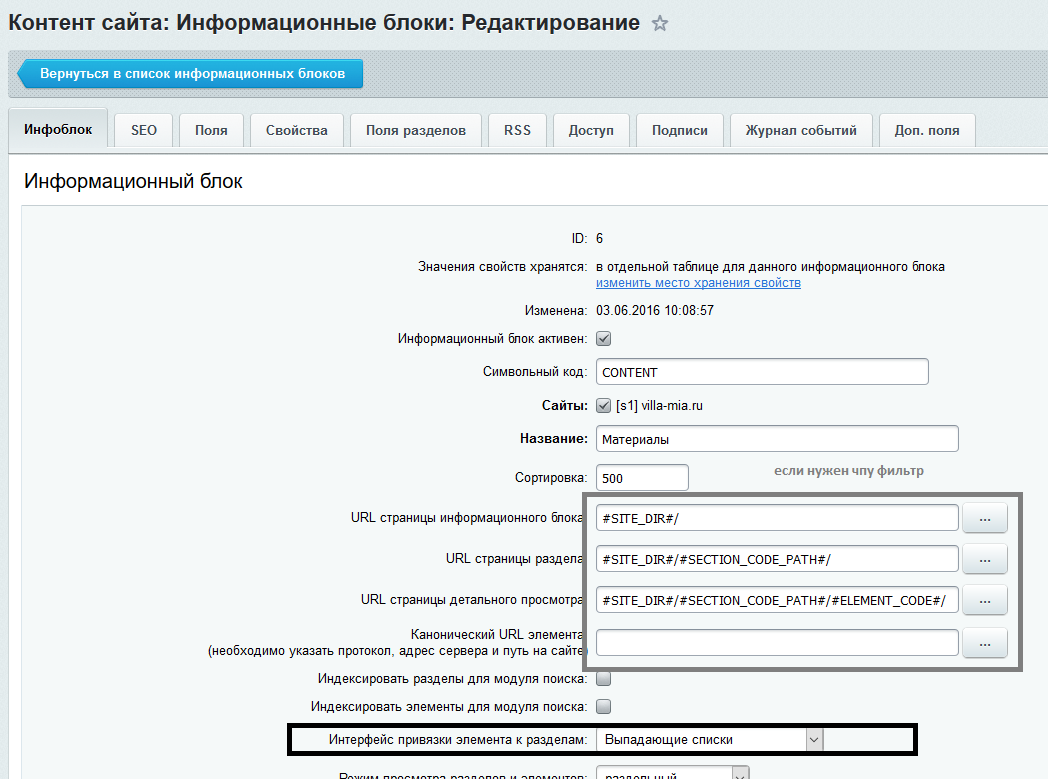 Контент сайта: Информационные блоки: Редактирование
Вернуться в список информационных блоков
Инфоблок SEO Поля Свойства Поля разделов RSS Доступ Подписи Журнал событий Доп. поля
Информационный блок
ID: 6
Значения свойств хранятся: в отдельной таблице для данного информационного блока
изменить место хранения свойств
Изменена: 03.06.2016 10:08:57
Информационный блок активен:
Символьный код: CONTENT
Сайты: [s1] villa-mia.ru
Название: Материалы
Сортировка: 500 если нужен чпу фильтр
URL страницы информационного блока #SITE_DIR#/ ...
URL страницы раздела #SITE_DIR#/#SECTION_CODE_PATH#/ ...
URL страницы детального просмотра #SITE_DIR#/#SECTION_CODE_PATH#/#ELEMENT_CODE#/ ...
Канонический URL элемента
(необходимо указать протокол, адрес сервера и путь на сайте) ...
Индексировать разделы для модуля поиска:
Индексировать элементы для модуля поиска:
Интерфейс привязки элемента к разделам: Выпадающие списки
Режим просмотра разделов и элементов: раздельный